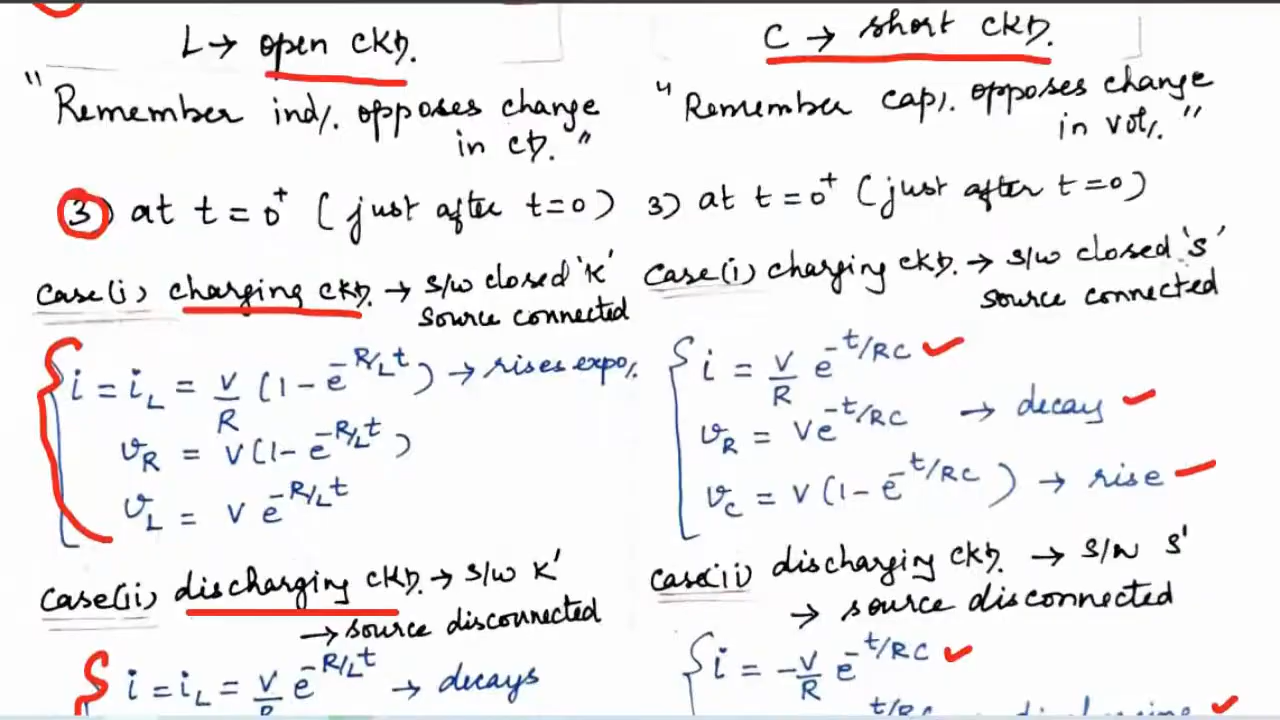 L → open ckt.
"Remember ind/. opposes change
in ct. "
3) at t = 0⁺ ( just after t=0 )
case(i) charging ckt. → s/w closed 'K'
source connected
i = i_L = V/R (1 - e^{-R/L t} ) → rises expo/.
v_R = V(1- e^{-R/L t} )
v_L = V e^{-R/L t}
case(ii) discharging ckt. → s/w K'
→ source disconnected
i = i_L = V/R e^{-R/L t} → decays
C → short ckt.
"Remember cap/. opposes change
in vol/. "
3) at t = 0⁺ ( just after t=0 )
case(i) charging ckt. → s/w closed 's'
source connected
i = V/R e^{-t/RC}
v_R = Ve^{-t/RC} → decay
v_C = V (1- e^{-t/RC} ) → rise
case(ii) discharging ckt. → s/w s'
→ source disconnected
i = -V/R e^{-t/RC}